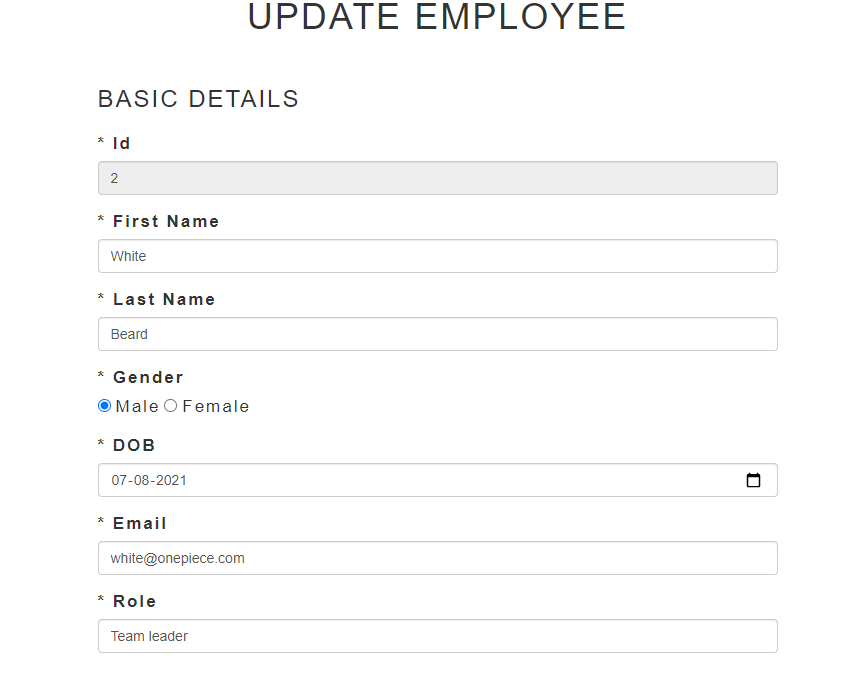 UPDATE EMPLOYEE
BASIC DETAILS
* Id
2
* First Name
White
* Last Name
Beard
* Gender
Male Female
* DOB
07-08-2021
* Email
white@onepiece.com
* Role
Team leader